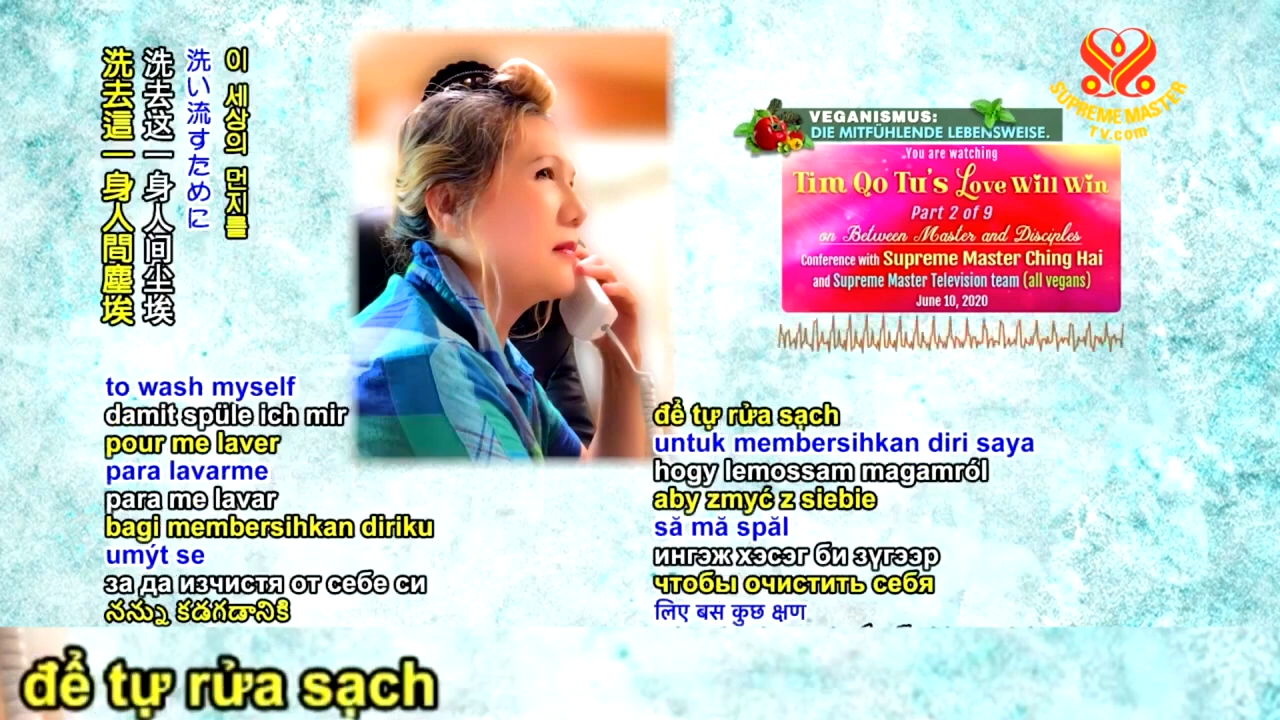 洗去這一身人間塵埃
洗去这一身人间尘埃
洗い流すために
이 세상의 먼지를
SUPREME MASTER
TV.com
VEGANISMUS:
DIE MITFÜHLENDE LEBENSWEISE.
You are watching
Tim Qo Tu's Love Will Win
Part 2 of 9
on Between Master and Disciples
Conference with Supreme Master Ching Hai
and Supreme Master Television team (all vegans)
June 10, 2020
to wash myself
damit spüle ich mir
pour me laver
para lavarme
para me lavar
bagi membersihkan diriku
umýt se
за да изчистя от себе си
నన్ను కడగడానికి
để tự rửa sạch
untuk membersihkan diri saya
hogy lemossam magamról
aby zmyć z siebie
să mă spăl
ингэж хэсэг би зүгээр
чтобы очистить себя
लिए बस कुछ क्षण
để tự rửa sạch